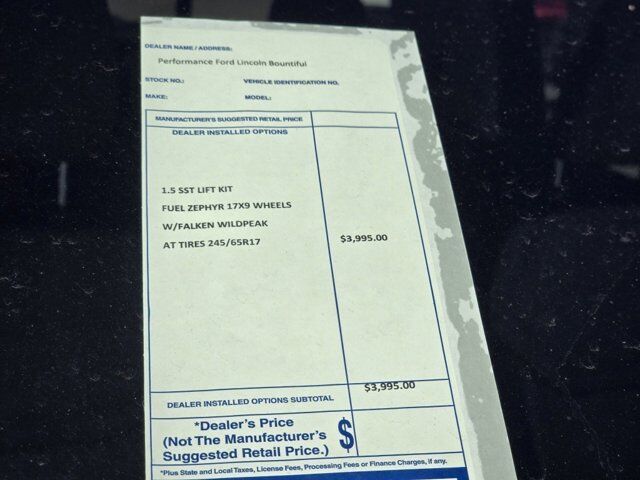 DEALER NAME / ADDRESS:
Performance Ford Lincoln Bountiful
STOCK NO.: VEHICLE IDENTIFICATION NO.
MAKE: MODEL:
MANUFACTURER'S SUGGESTED RETAIL PRICE
DEALER INSTALLED OPTIONS
1.5 SST LIFT KIT
FUEL ZEPHYR 17X9 WHEELS
W/FALKEN WILDPEAK
AT TIRES 245/65R17 $3,995.00
DEALER INSTALLED OPTIONS SUBTOTAL $3,995.00
*Dealer's Price
(Not The Manufacturer's
Suggested Retail Price.) $
*Plus State and Local Taxes, License Fees, Processing Fees or Finance Charges, if any.